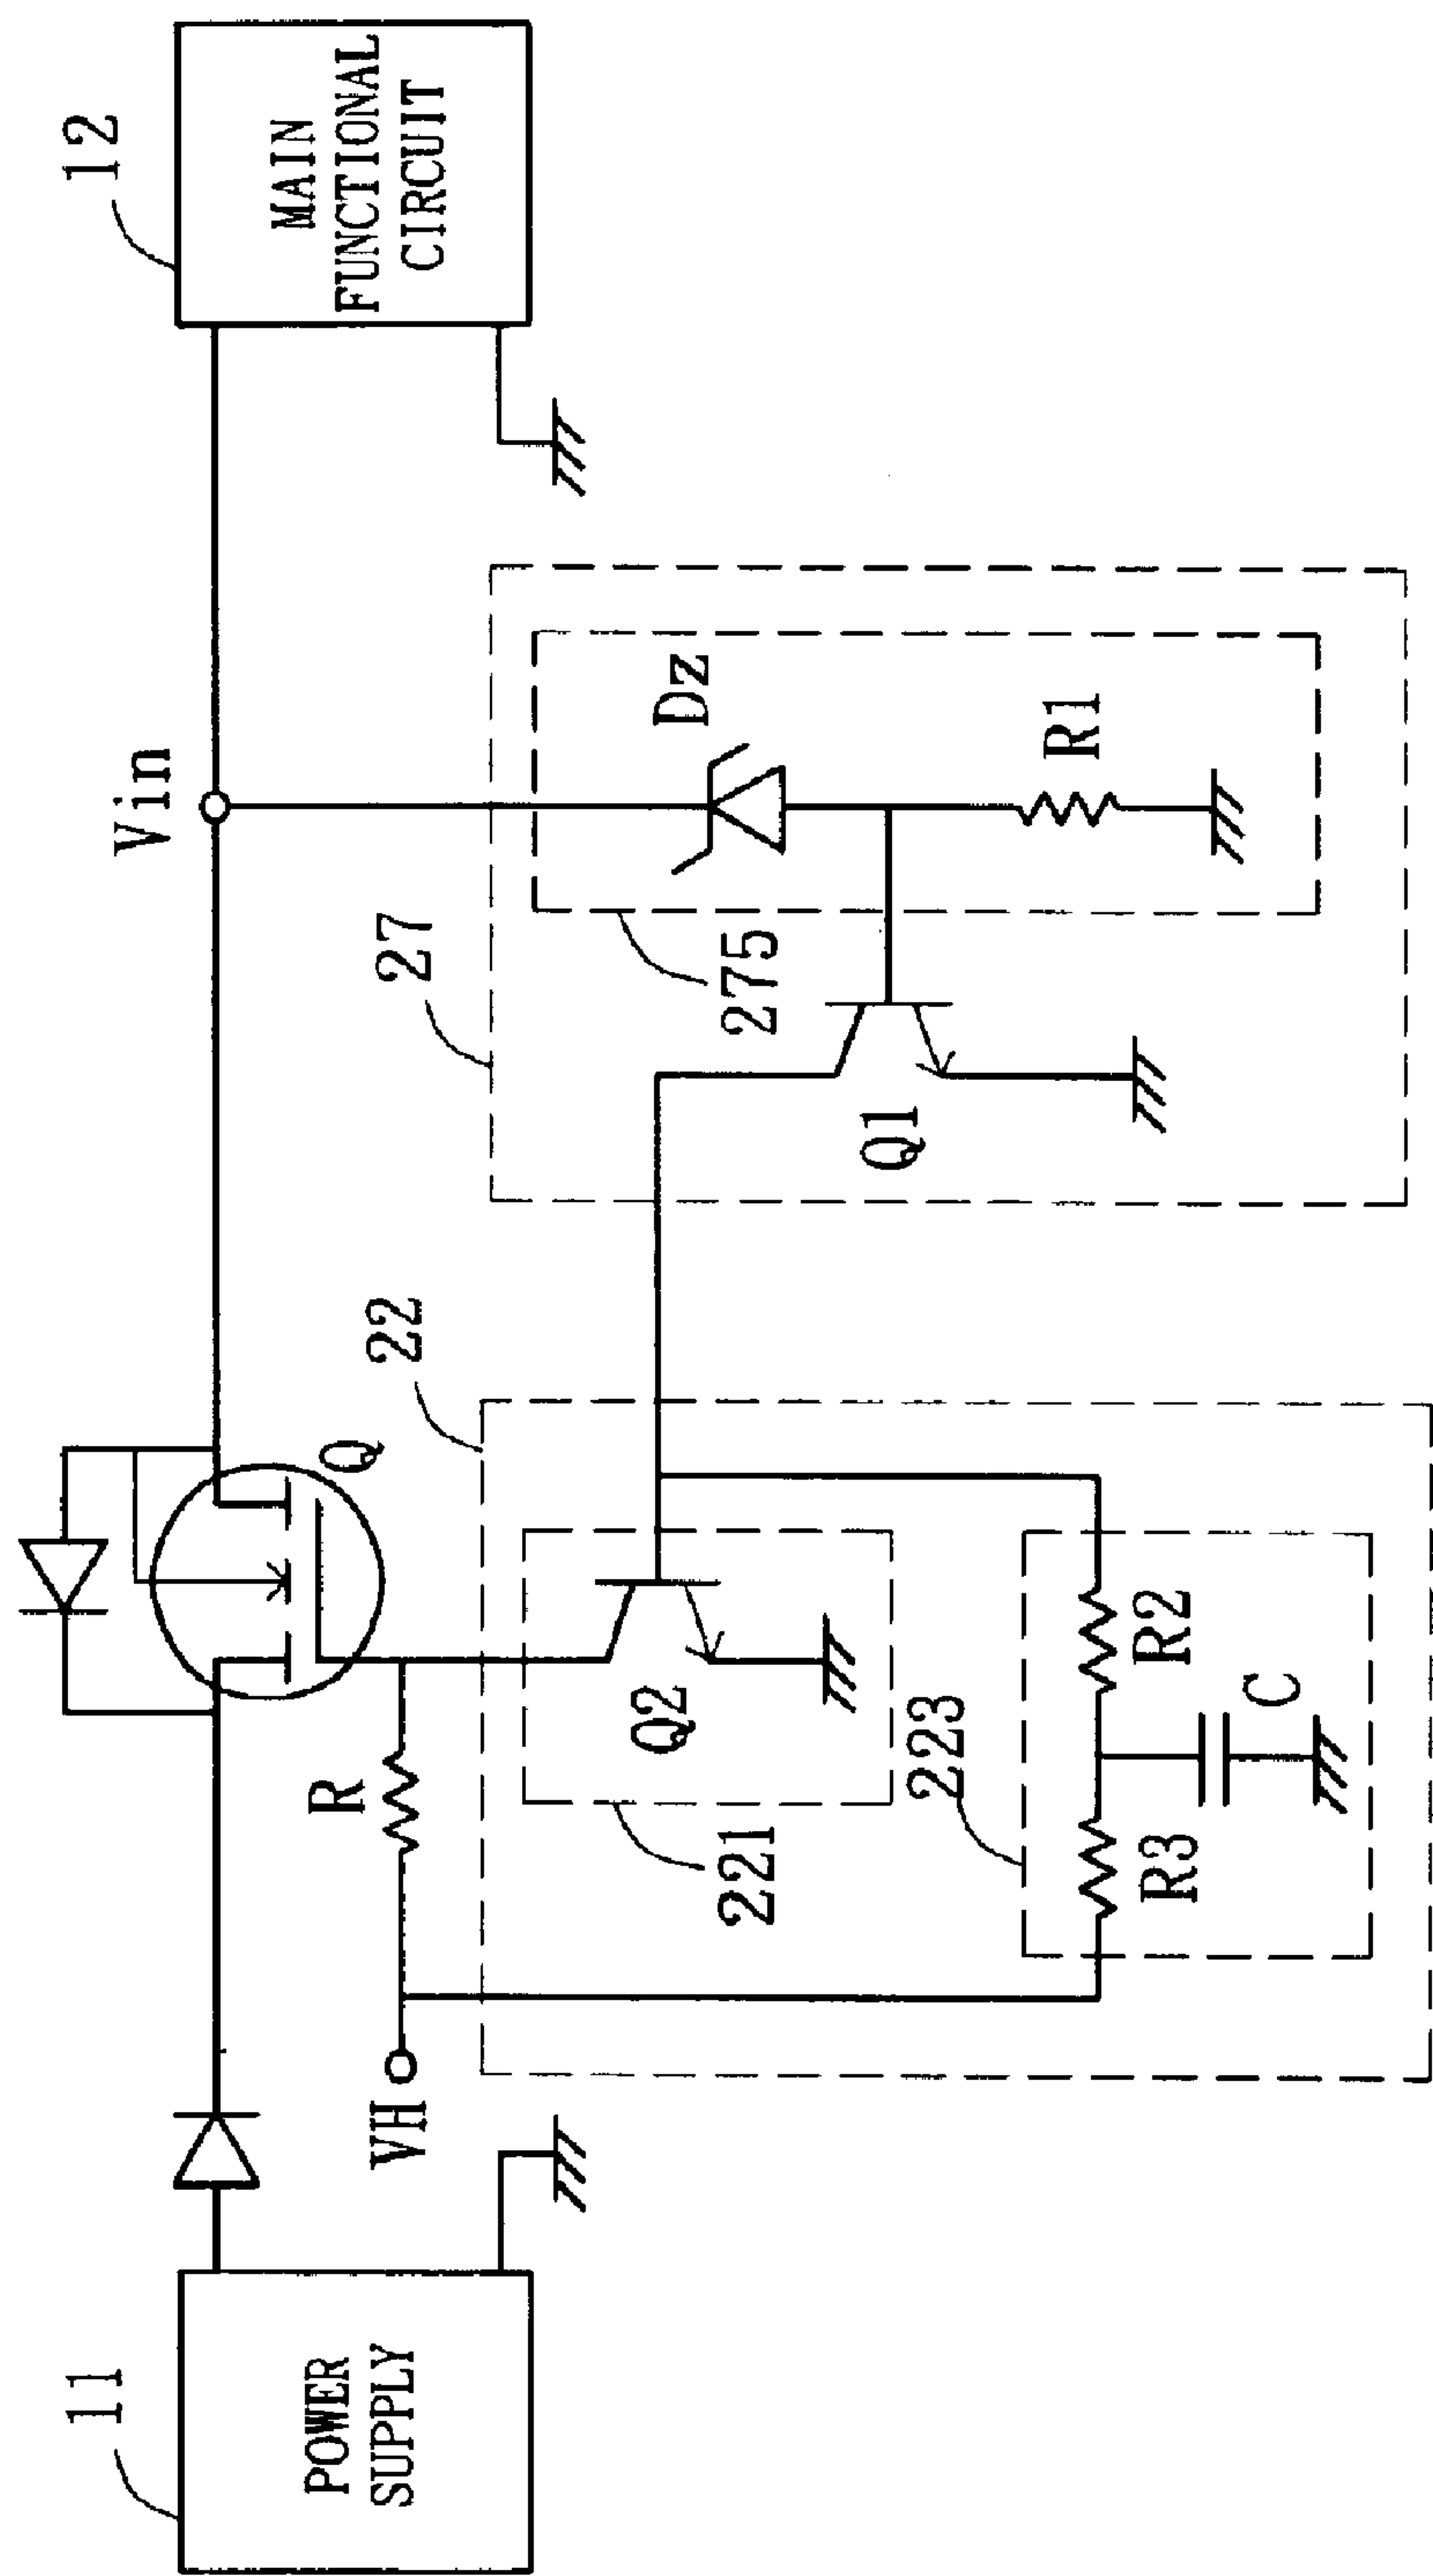 11
POWER
SUPPLY
VH
R
Q
22
Q2
221
223
R3
R2
C
Vin
27
275
Q1
Dz
R1
12
MAIN
FUNCTIONAL
CIRCUIT